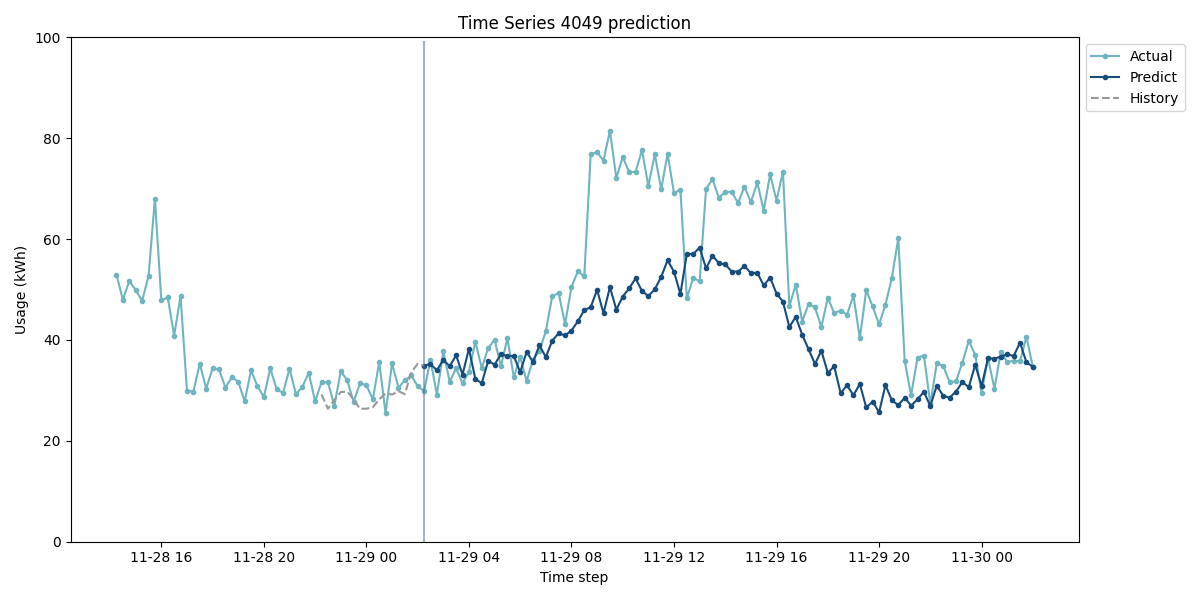 Time Series 4049 prediction
100
80
60
40
20
0
Usage (kWh)
11-28 16
11-28 20
11-29 00
11-29 04
11-29 08
11-29 12
11-29 16
11-29 20
11-30 00
Time step
Actual
Predict
History